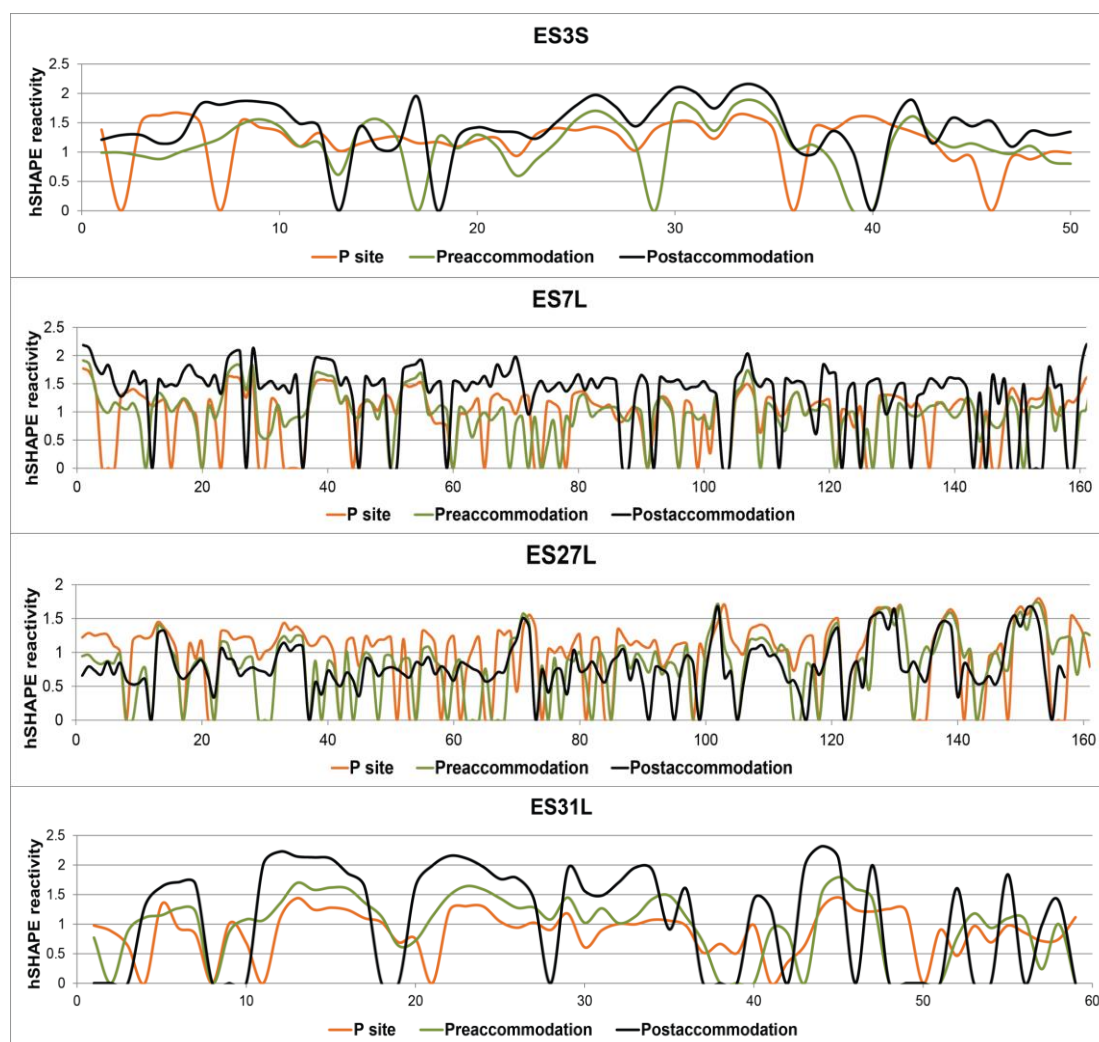 ES3S
hSHAPE reactivity
2.5
2
1.5
1
0.5
0
0 10 20 30 40 50
P site Preaccommodation Postaccommodation
ES7L
hSHAPE reactivity
2.5
2
1.5
1
0.5
0
0 20 40 60 80 100 120 140 160
P site Preaccommodation Postaccommodation
ES27L
hSHAPE reactivity
2
1.5
1
0.5
0
0 20 40 60 80 100 120 140 160
P site Preaccommodation Postaccommodation
ES31L
hSHAPE reactivity
2.5
2
1.5
1
0.5
0
0 10 20 30 40 50 60
P site Preaccommodation Postaccommodation